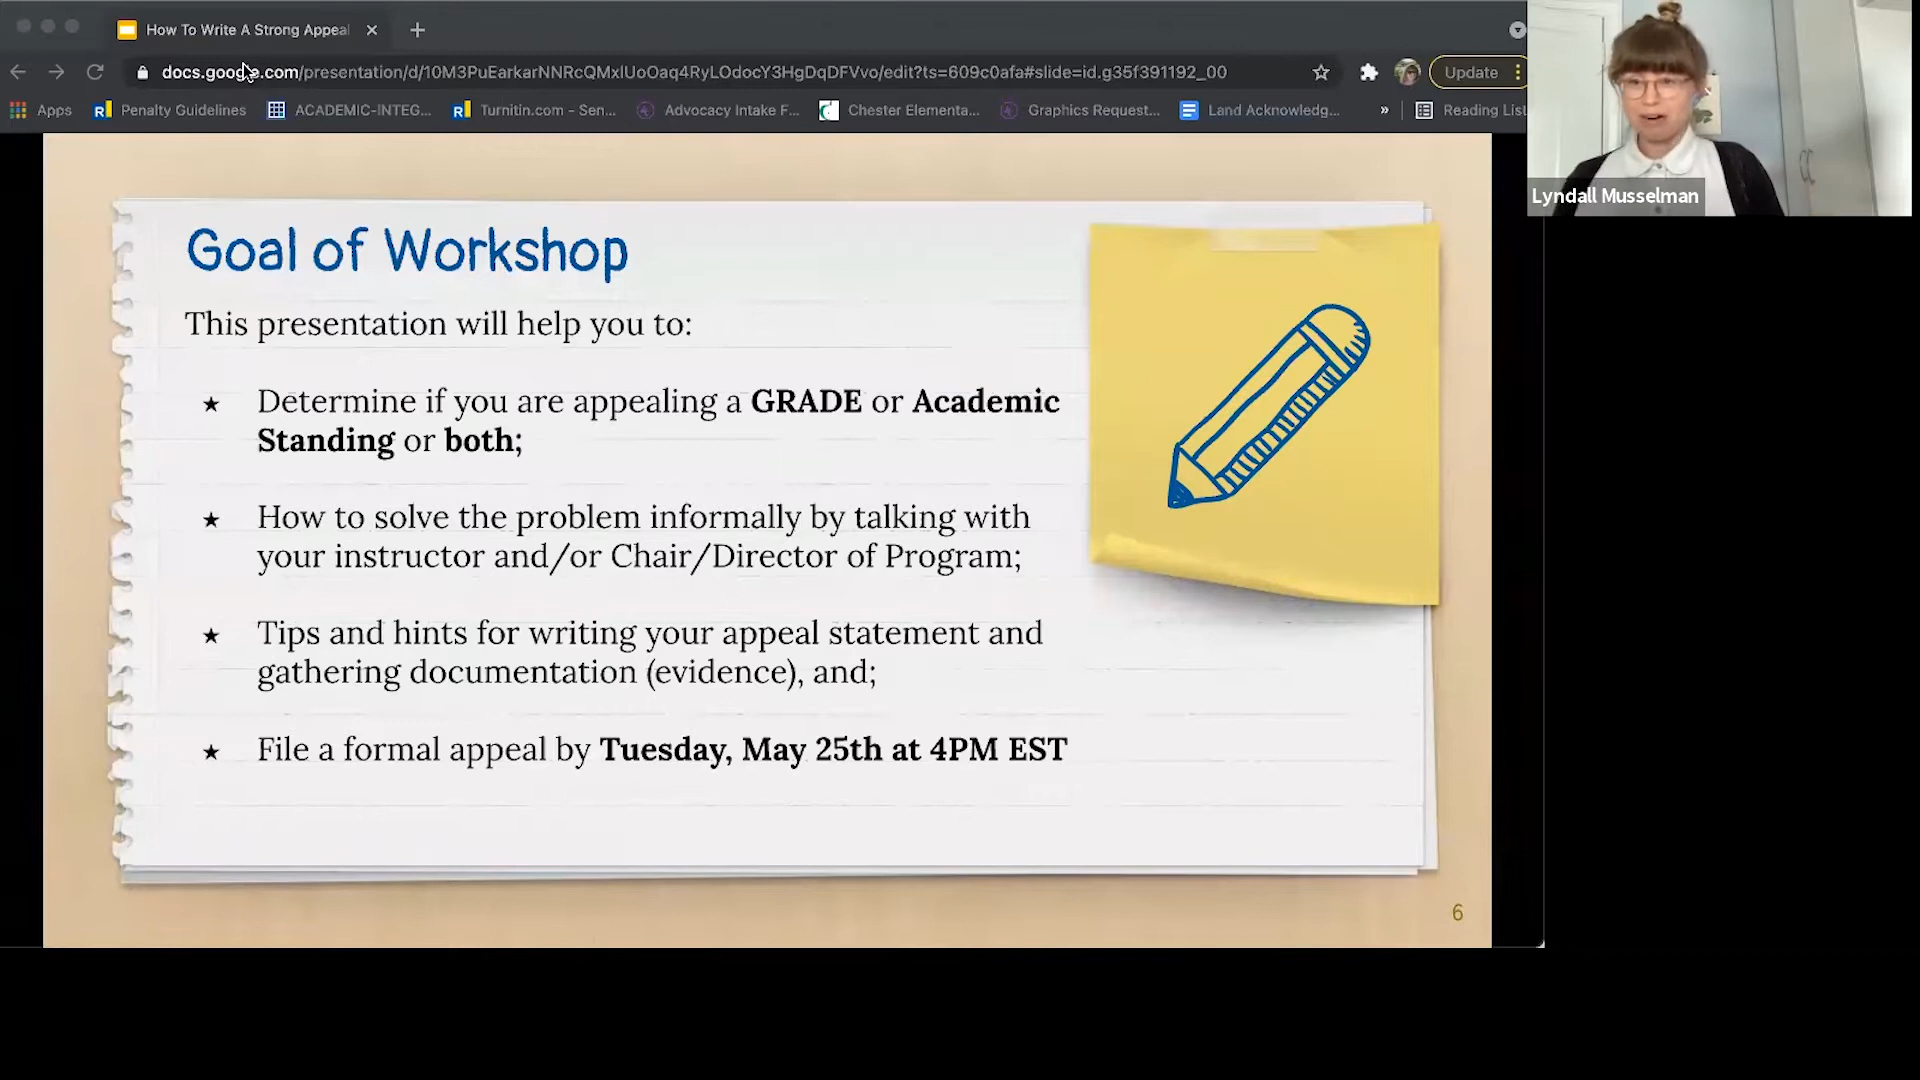 How To Write A Strong Appeal
docs.google.com/presentation/d/10M3PuEarkarNNRcQMxlUoOaq4RyLOdocY3HgDqDFVvo/edit?ts=609c0afa#slide=id.g35f391192_00
Update
Apps
Penalty Guidelines
ACADEMIC-INTEG...
Turnitin.com - Sen...
Advocacy Intake F...
Chester Elementa...
Graphics Request...
Land Acknowledg...
»
Reading List
Lyndall Musselman
Goal of Workshop
This presentation will help you to:
★ Determine if you are appealing a GRADE or Academic
Standing or both;
★ How to solve the problem informally by talking with
your instructor and/or Chair/Director of Program;
★ Tips and hints for writing your appeal statement and
gathering documentation (evidence), and;
★ File a formal appeal by Tuesday, May 25th at 4PM EST
6